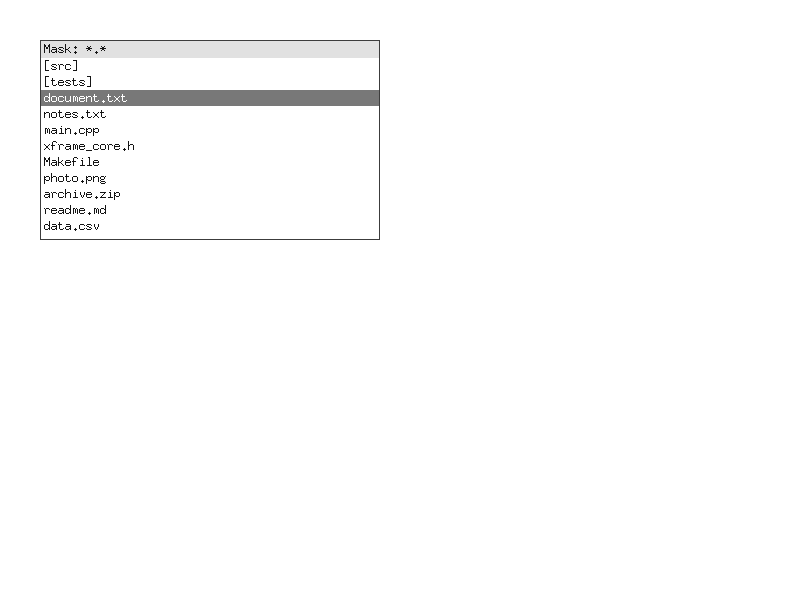 Mask: *.*
[src]
[tests]
document.txt
notes.txt
main.cpp
xframe_core.h
Makefile
photo.png
archive.zip
readme.md
data.csv